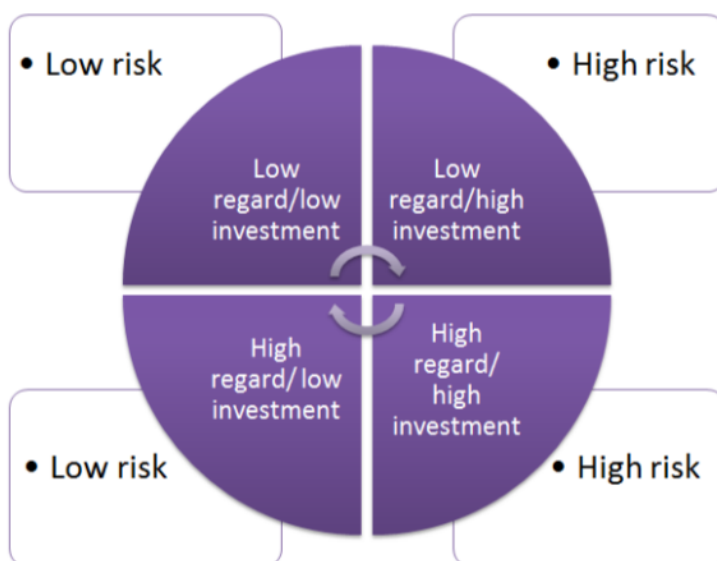 • Low risk
• High risk
Low
regard/low
investment
Low
regard/high
investment
High
regard/low
investment
High
regard/
high
investment
• Low risk
• High risk